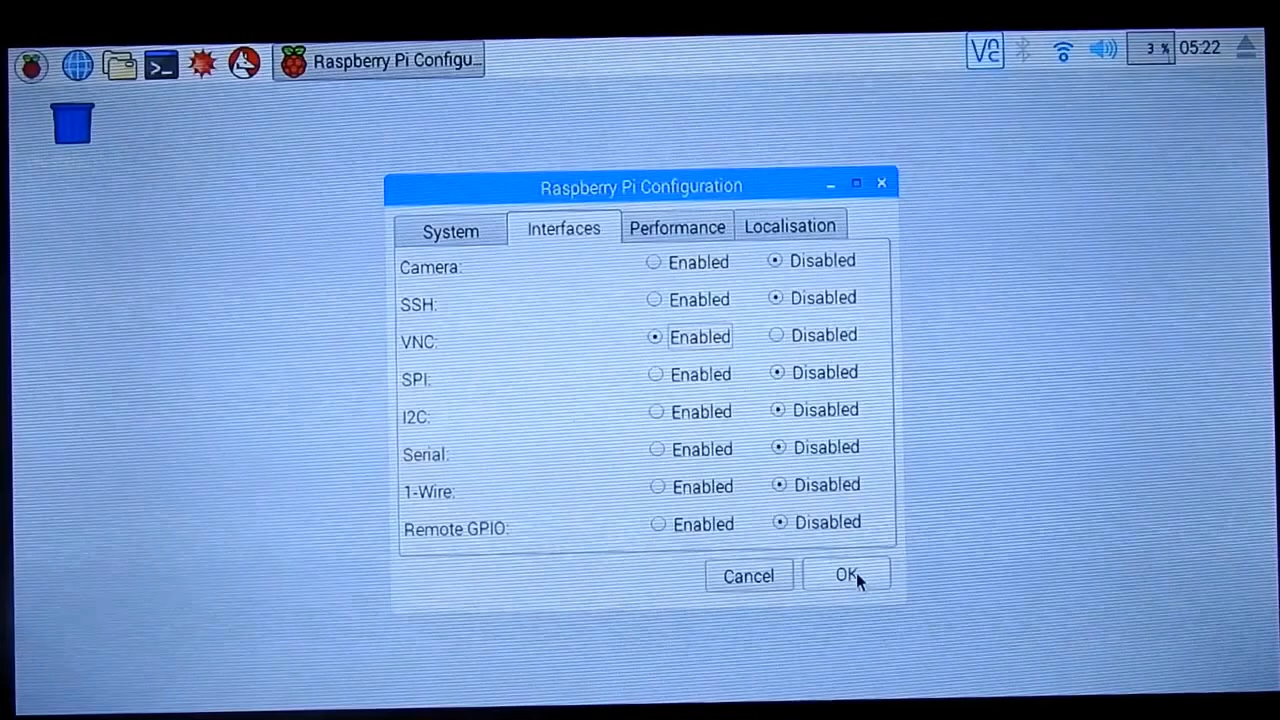 Raspberry Pi Configu...
VNC
3 %
05:22
Raspberry Pi Configuration
System
Interfaces
Performance
Localisation
Camera: Enabled Disabled
SSH: Enabled Disabled
VNC: Enabled Disabled
SPI: Enabled Disabled
I2C: Enabled Disabled
Serial: Enabled Disabled
1-Wire: Enabled Disabled
Remote GPIO: Enabled Disabled
Cancel
OK